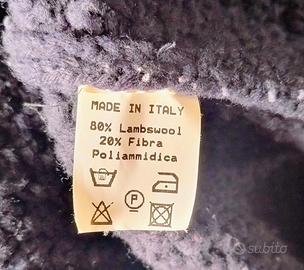 MADE IN ITALY
80% Lambswool
20% Fibra
Poliammidica
P
subito